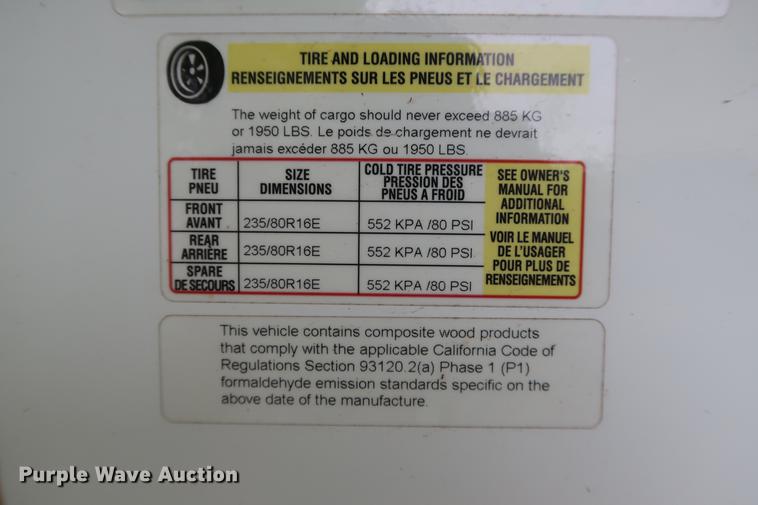 TIRE AND LOADING INFORMATION
RENSEIGNEMENTS SUR LES PNEUS ET LE CHARGEMENT
The weight of cargo should never exceed 885 KG
or 1950 LBS. Le poids de chargement ne devrait
jamais excéder 885 KG ou 1950 LBS.
TIRE
PNEU
SIZE
DIMENSIONS
COLD TIRE PRESSURE
PRESSION DES
PNEUS A FROID
SEE OWNER'S
MANUAL FOR
ADDITIONAL
INFORMATION
VOIR LE MANUEL
DE L'USAGER
POUR PLUS DE
RENSEIGNEMENTS
FRONT
AVANT
235/80R16E
552 KPA /80 PSI
REAR
ARRIÈRE
235/80R16E
552 KPA /80 PSI
SPARE
DE SECOURS
235/80R16E
552 KPA /80 PSI
This vehicle contains composite wood products
that comply with the applicable California Code of
Regulations Section 93120.2(a) Phase 1 (P1)
formaldehyde emission standards specific on the
above date of the manufacture.
Purple Wave Auction